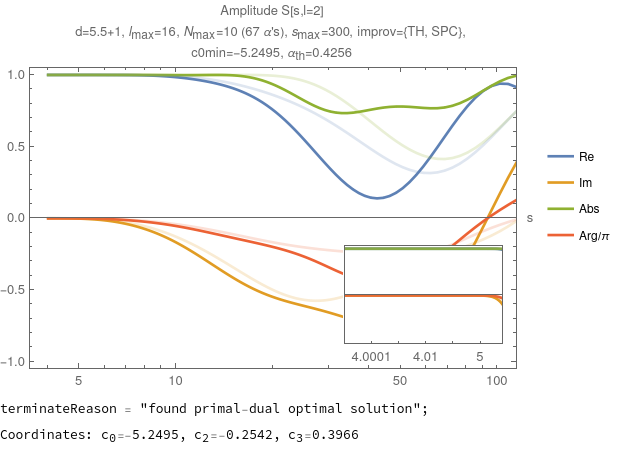 Amplitude S[s,l=2]
d=5.5+1, lmax=16, Nmax=10 (67 α's), smax=300, improv={TH, SPC},
c0min=−5.2495, αth=0.4256
1.0
0.5
0.0
−0.5
−1.0
5
10
50
100
s
4.0001
4.01
5
Re
Im
Abs
Arg/π
terminateReason = "found primal-dual optimal solution";
Coordinates: c0=−5.2495, c2=−0.2542, c3=0.3966